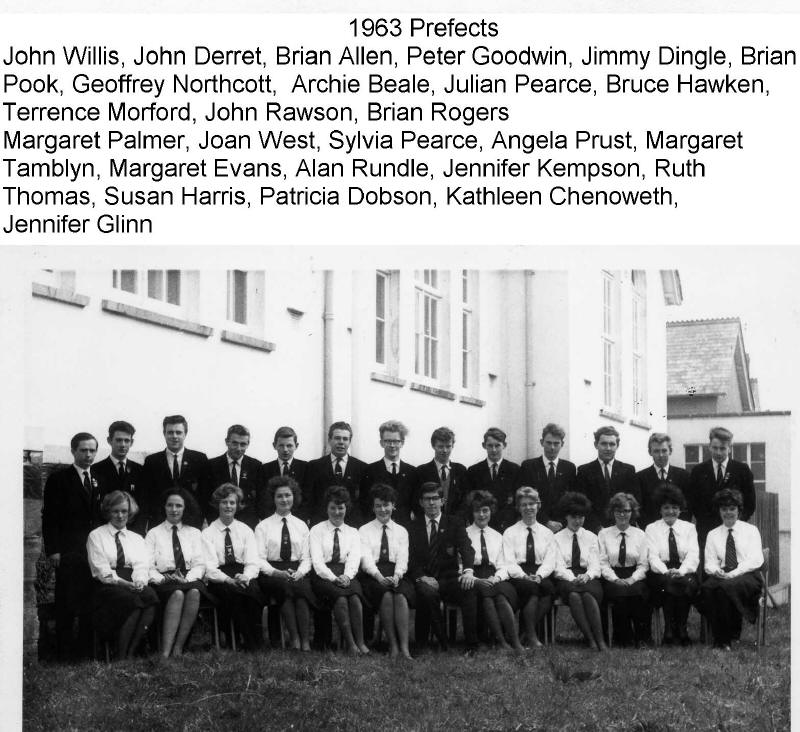 1963 Prefects
John Willis, John Derret, Brian Allen, Peter Goodwin, Jimmy Dingle, Brian
Pook, Geoffrey Northcott,  Archie Beale, Julian Pearce, Bruce Hawken,
Terrence Morford, John Rawson, Brian Rogers
Margaret Palmer, Joan West, Sylvia Pearce, Angela Prust, Margaret
Tamblyn, Margaret Evans, Alan Rundle, Jennifer Kempson, Ruth
Thomas, Susan Harris, Patricia Dobson, Kathleen Chenoweth,
Jennifer Glinn